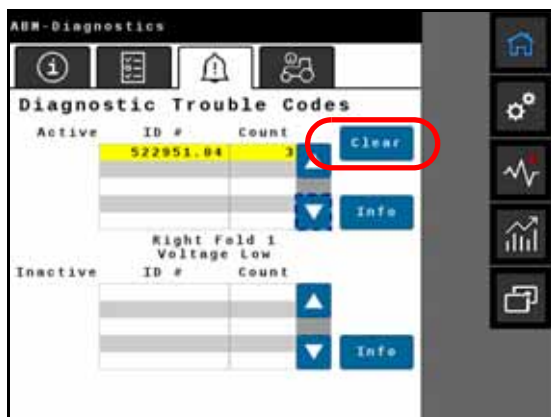 ABM-Diagnostics
Diagnostic Trouble Codes
Active ID # Count
Clear
522951.04 3
Info
Right Fold 1
Voltage Low
Inactive ID # Count
Info